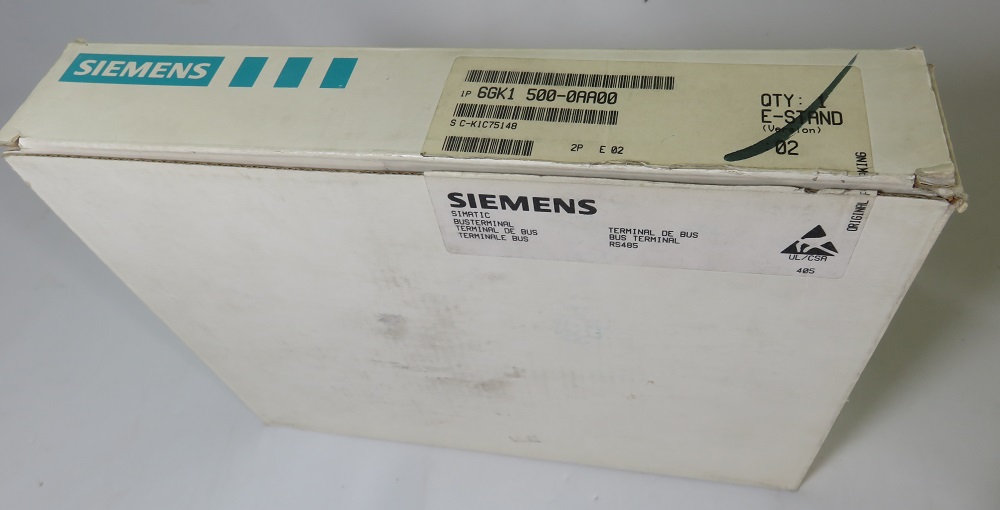 SIEMENS
1P 6GK1 500-0AA00
QTY: 1
S C-K1C75148
E-STAND
(Version)
2P E 02
02
SIEMENS
SIMATIC
BUSTERMINAL
TERMINAL DE BUS
TERMINALE BUS
TERMINAL DE BUS
BUS TERMINAL
RS485
UL/CSA
405
ORIGINAL